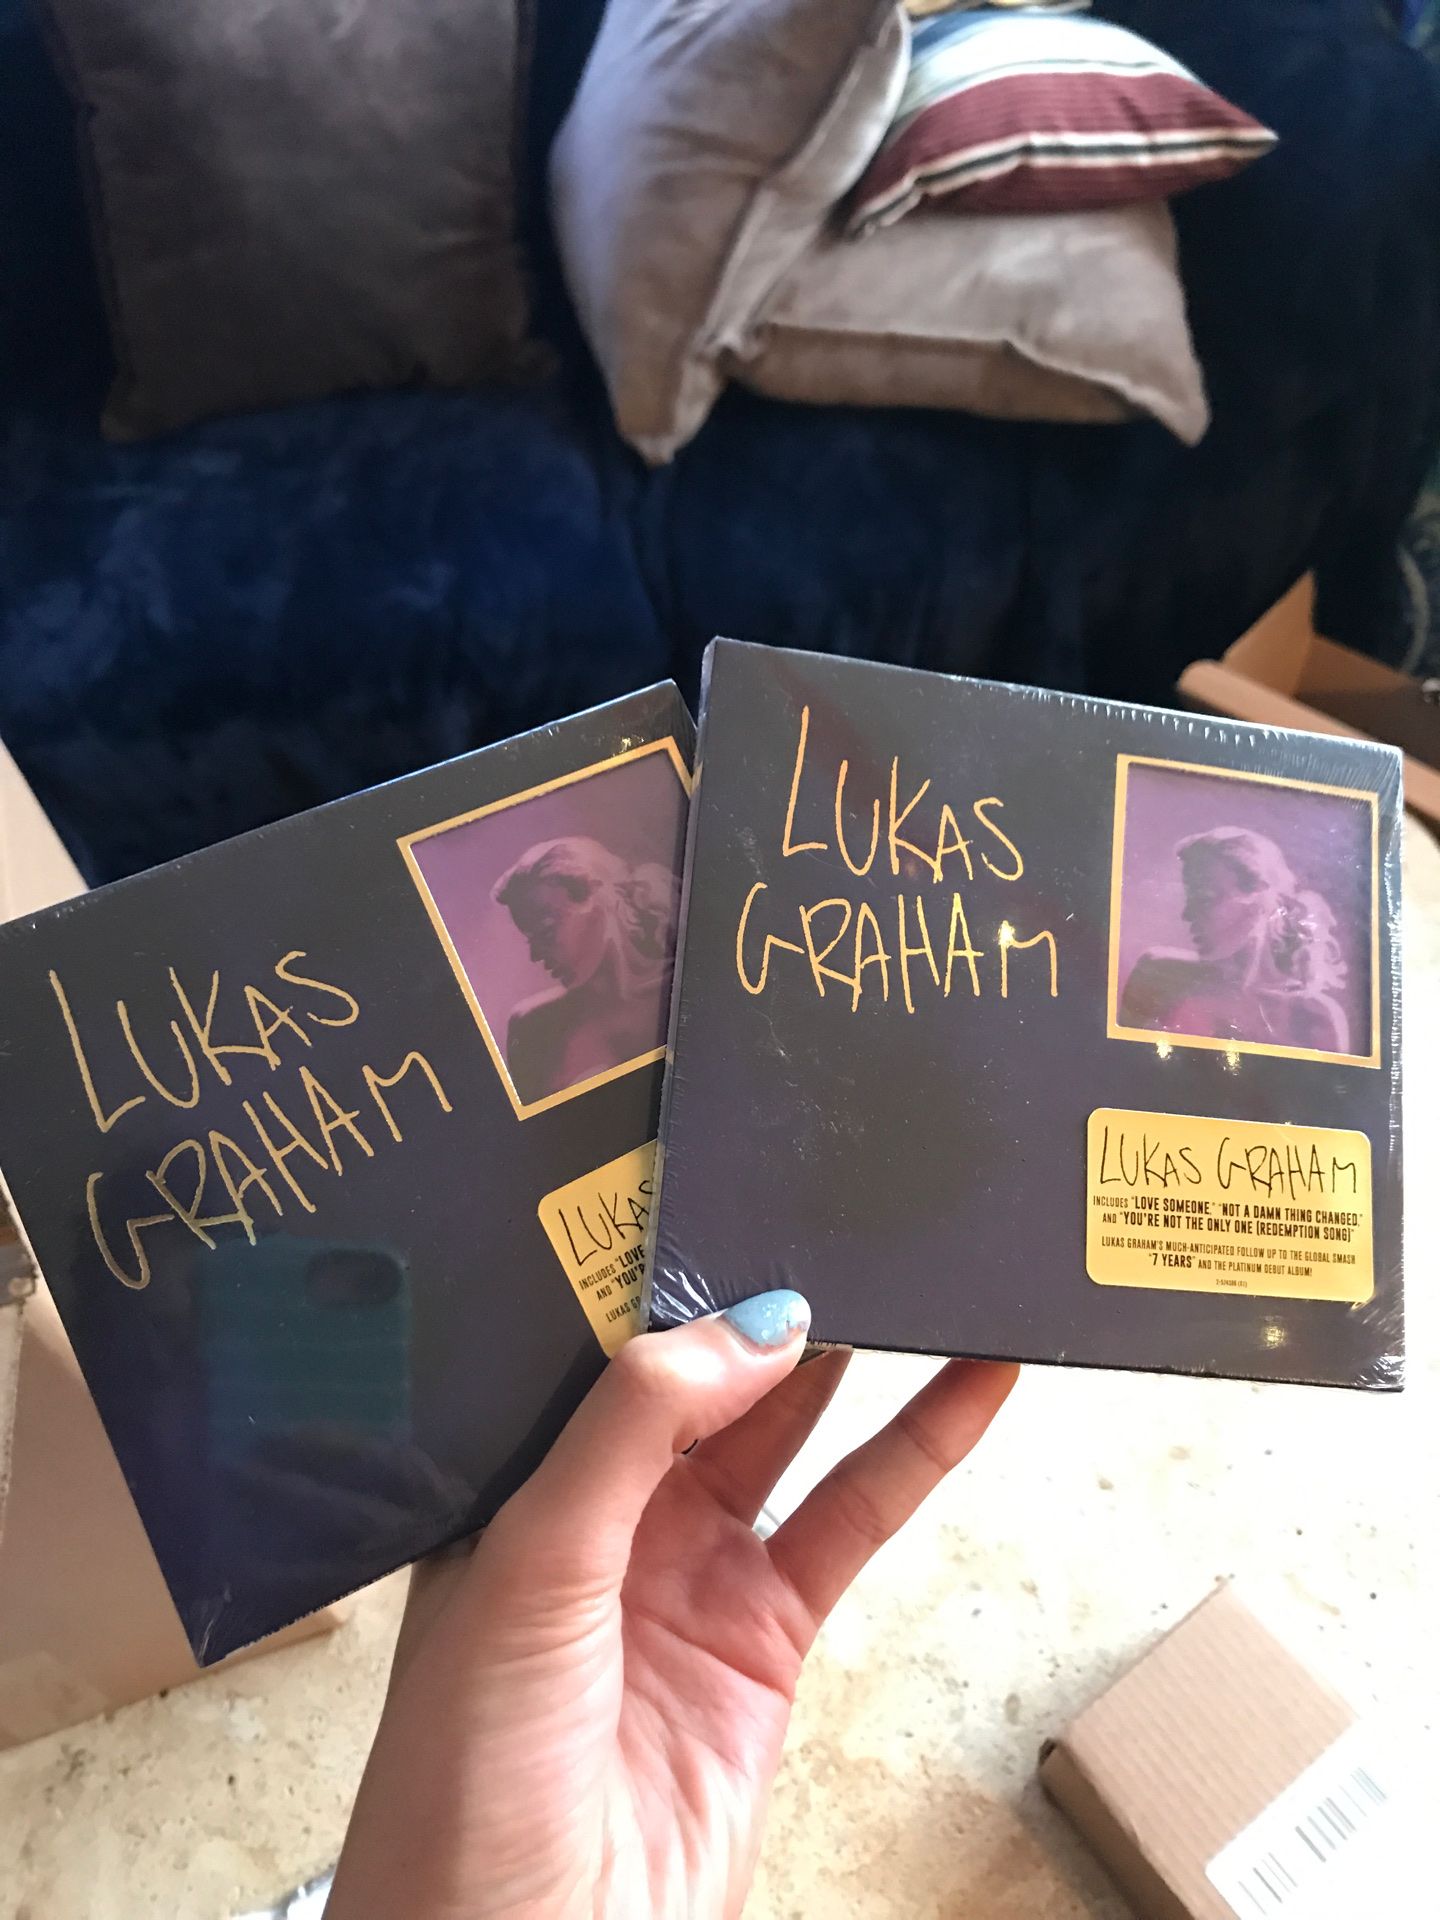 LUKAS
GRAHAM
LUKAS
INCLUDES "LOVE
AND "YOU'R
LUKAS GR
LUKAS
GRAHAM
LUKAS GRAHAM
INCLUDES "LOVE SOMEONE," "NOT A DAMN THING CHANGED,"
AND "YOU'RE NOT THE ONLY ONE (REDEMPTION SONG)"
LUKAS GRAHAM'S MUCH-ANTICIPATED FOLLOW UP TO THE GLOBAL SMASH
"7 YEARS" AND THE PLATINUM DEBUT ALBUM!